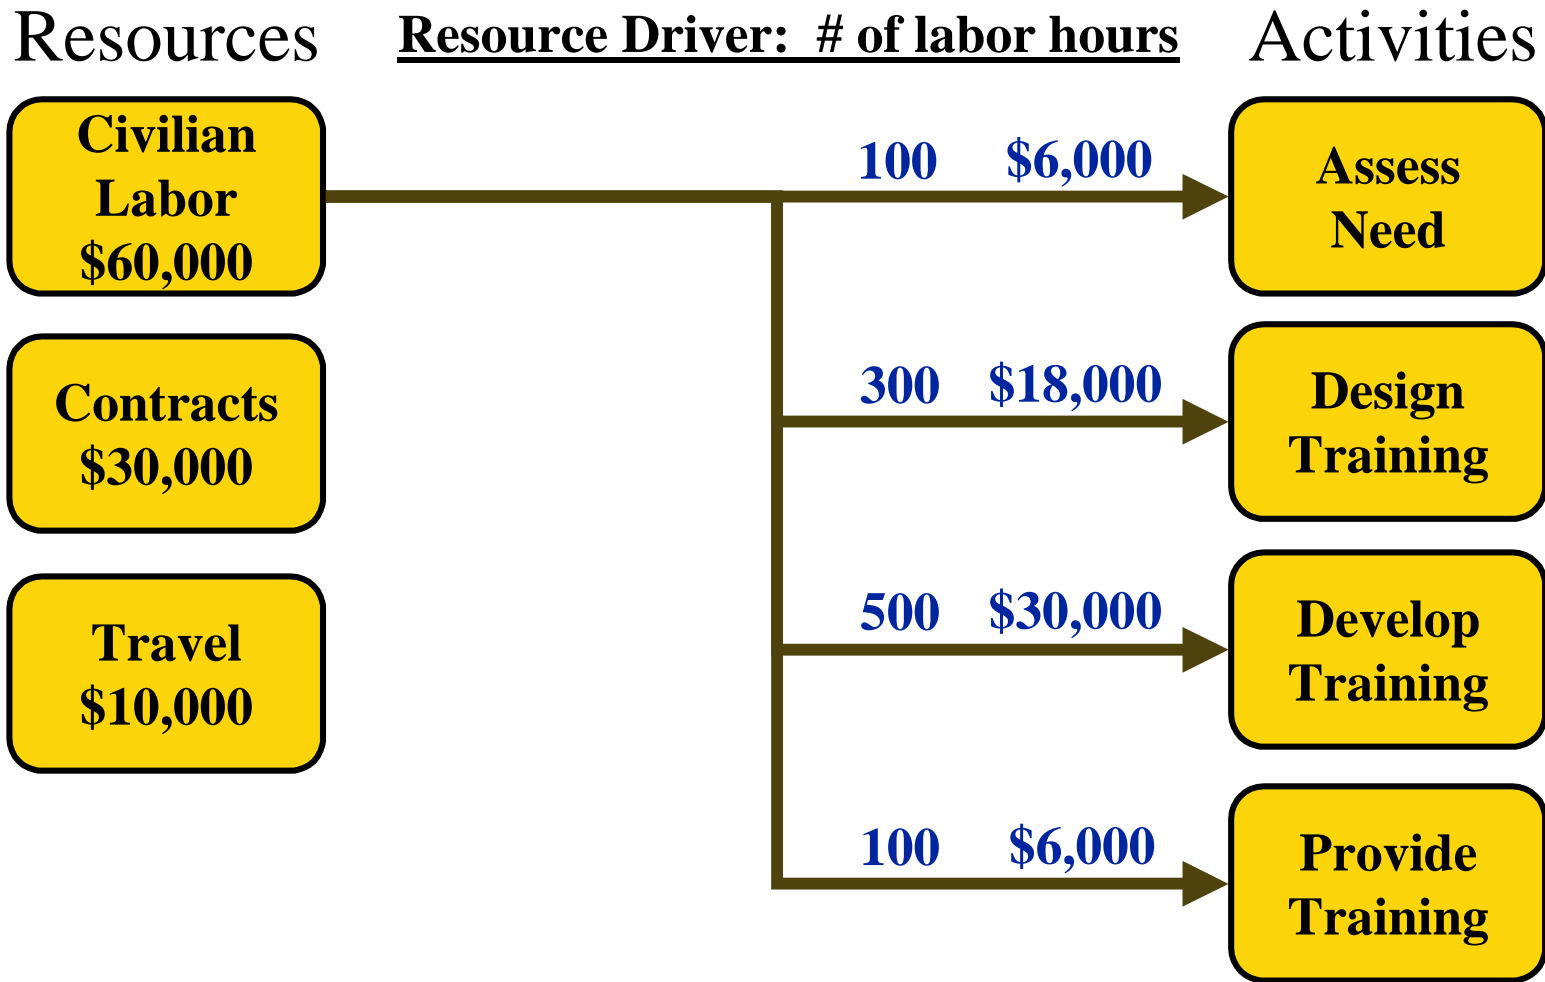 Resources
Resource Driver:  # of labor hours
Activities
Civilian
Labor
$60,000
100 $6,000
Assess
Need
Contracts
$30,000
300 $18,000
Design
Training
Travel
$10,000
500 $30,000
Develop
Training
100 $6,000
Provide
Training